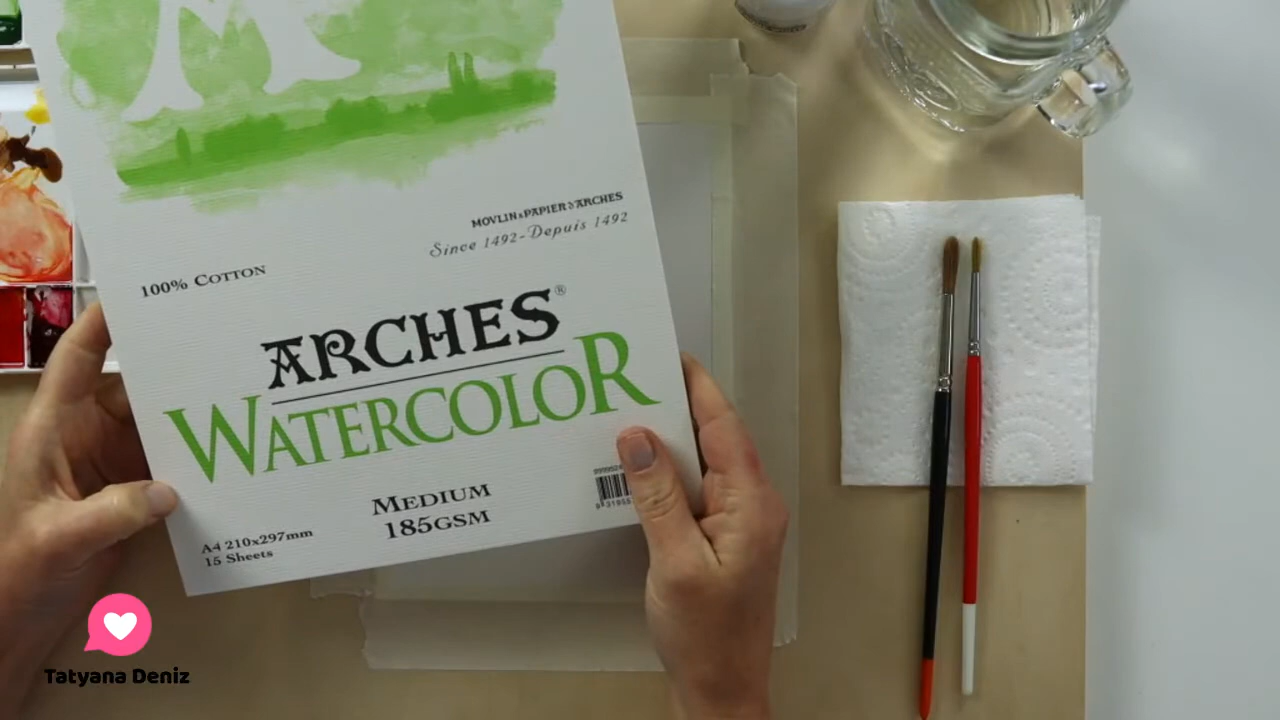 MOVLIN & PAPIER D'ARCHES
Since 1492-Depuis 1492
100% COTTON
ARCHES®
WATERCOLOR
MEDIUM
185GSM
A4 210x297mm
15 Sheets
Tatyana Deniz